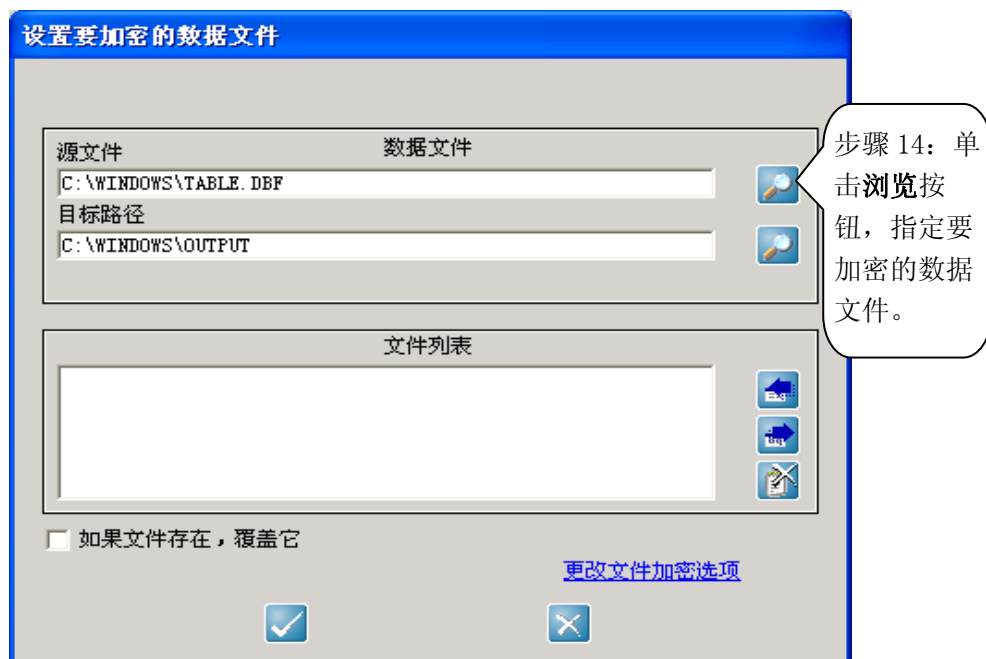 设置要加密的数据文件
源文件
数据文件
C:\WINDOWS\TABLE.DBF
目标路径
C:\WINDOWS\OUTPUT
步骤 14：单
击浏览按
钮，指定要
加密的数据
文件。
文件列表
如果文件存在，覆盖它
更改文件加密选项